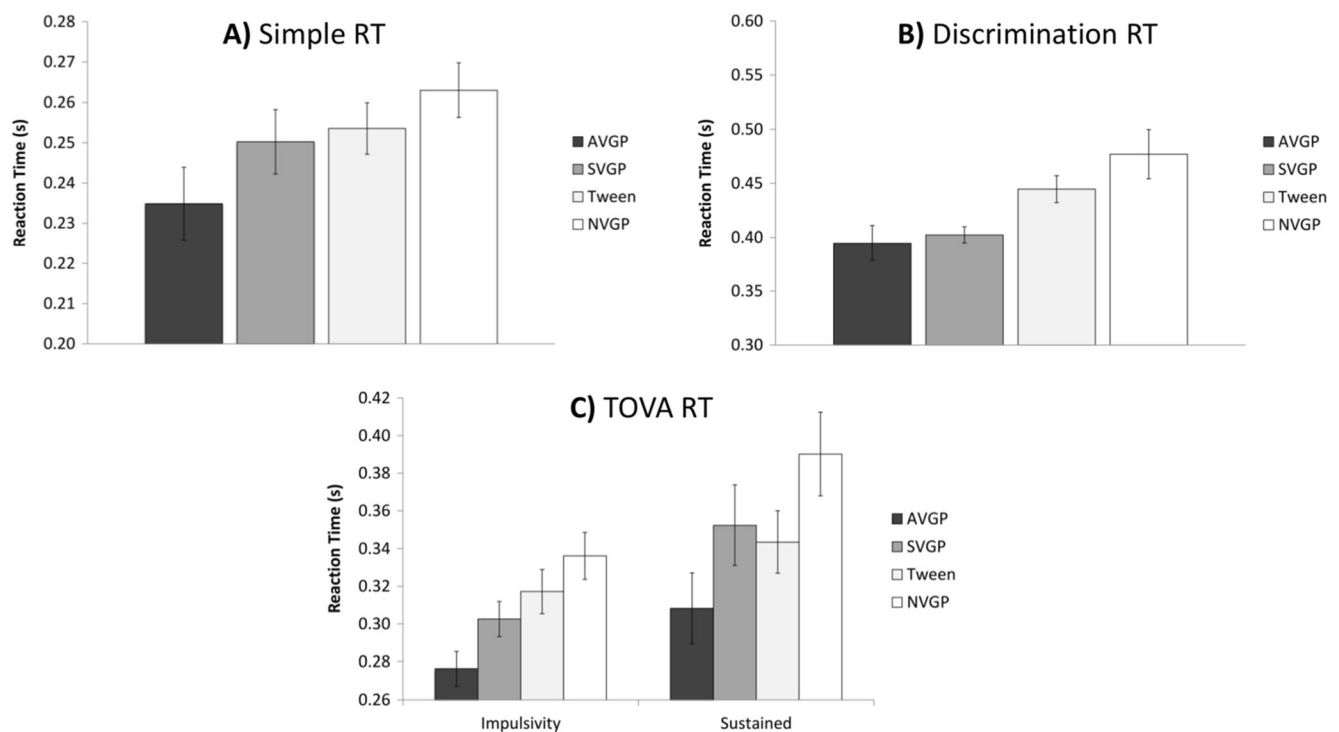 A) Simple RT
Reaction Time (s)
0.28
0.27
0.26
0.25
0.24
0.23
0.22
0.21
0.20
AVGP
SVGP
Tween
NVGP
B) Discrimination RT
Reaction Time (s)
0.60
0.55
0.50
0.45
0.40
0.35
0.30
AVGP
SVGP
Tween
NVGP
C) TOVA RT
Reaction Time (s)
0.42
0.40
0.38
0.36
0.34
0.32
0.30
0.28
0.26
Impulsivity
Sustained
AVGP
SVGP
Tween
NVGP